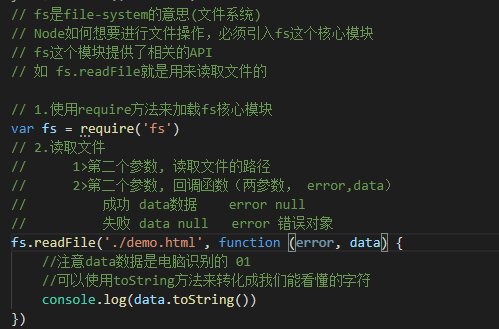 // fs是file-system的意思(文件系统)
// Node如何想要进行文件操作，必须引入fs这个核心模块
// fs这个模块提供了相关的API
// 如 fs.readFile就是用来读取文件的
// 1.使用require方法来加载fs核心模块
var fs = require('fs')
// 2.读取文件
// 1>第二个参数, 读取文件的路径
// 2>第二个参数, 回调函数（两参数， error,data）
// 成功 data数据 error null
// 失败 data null error 错误对象
fs.readFile('./demo.html', function (error, data) {
//注意data数据是电脑识别的 01
//可以使用toString方法来转化成我们能看懂的字符
console.log(data.toString())
})